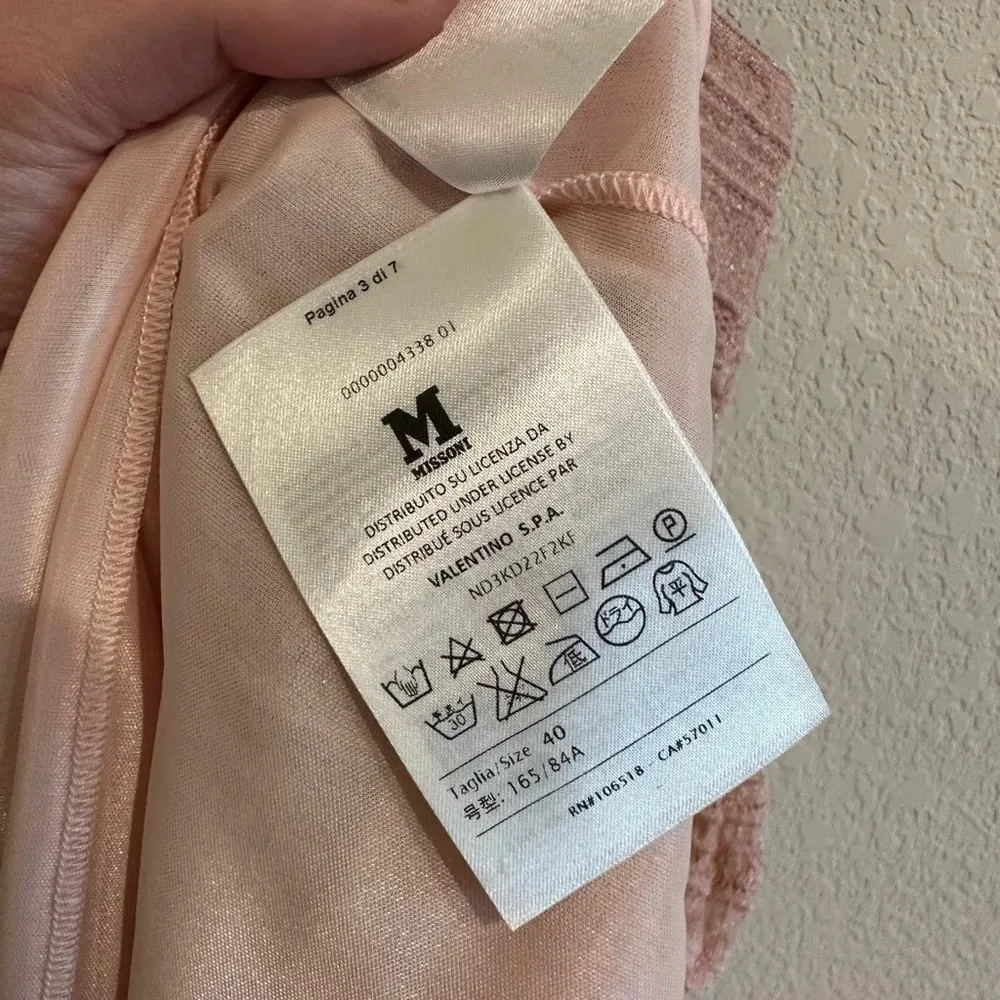 Pagina 3 di 7
0000004338 01
M
MISSONI
DISTRIBUITO SU LICENZA DA
DISTRIBUTED UNDER LICENSE BY
DISTRIBUÉ SOUS LICENCE PAR
VALENTINO S.P.A.
ND3KD22F2KF
P
30 低 ドライ 平
Taglia/Size 40
号型: 165/84A
RN#106518 - CA#57011